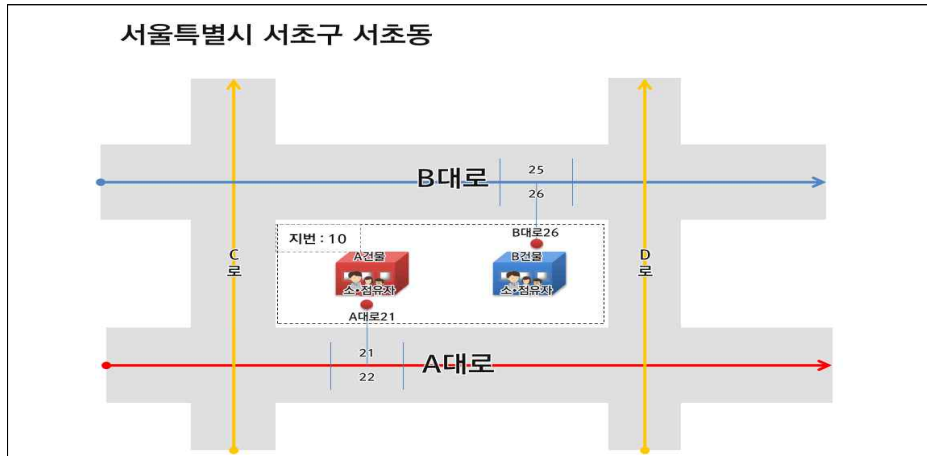 서울특별시 서초구 서초동
B대로
25
26
지번 : 10
B대로26
A건물
B건물
소•점유자
소•점유자
A대로21
C로
D로
21
22
A대로